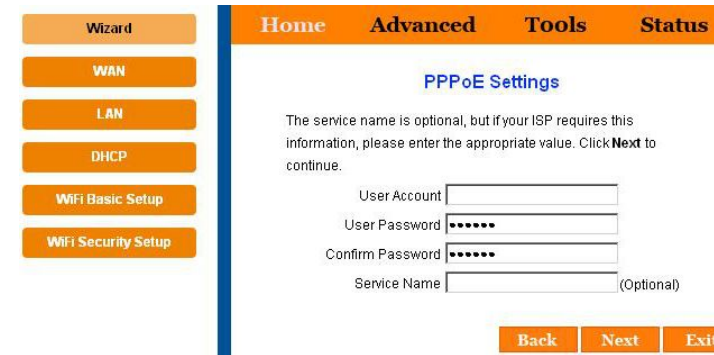 Wizard
WAN
LAN
DHCP
WiFi Basic Setup
WiFi Security Setup
Home Advanced Tools Status
PPPoE Settings
The service name is optional, but if your ISP requires this
information, please enter the appropriate value. Click Next to
continue.
User Account
User Password ••••••
Confirm Password ••••••
Service Name (Optional)
Back Next Exit